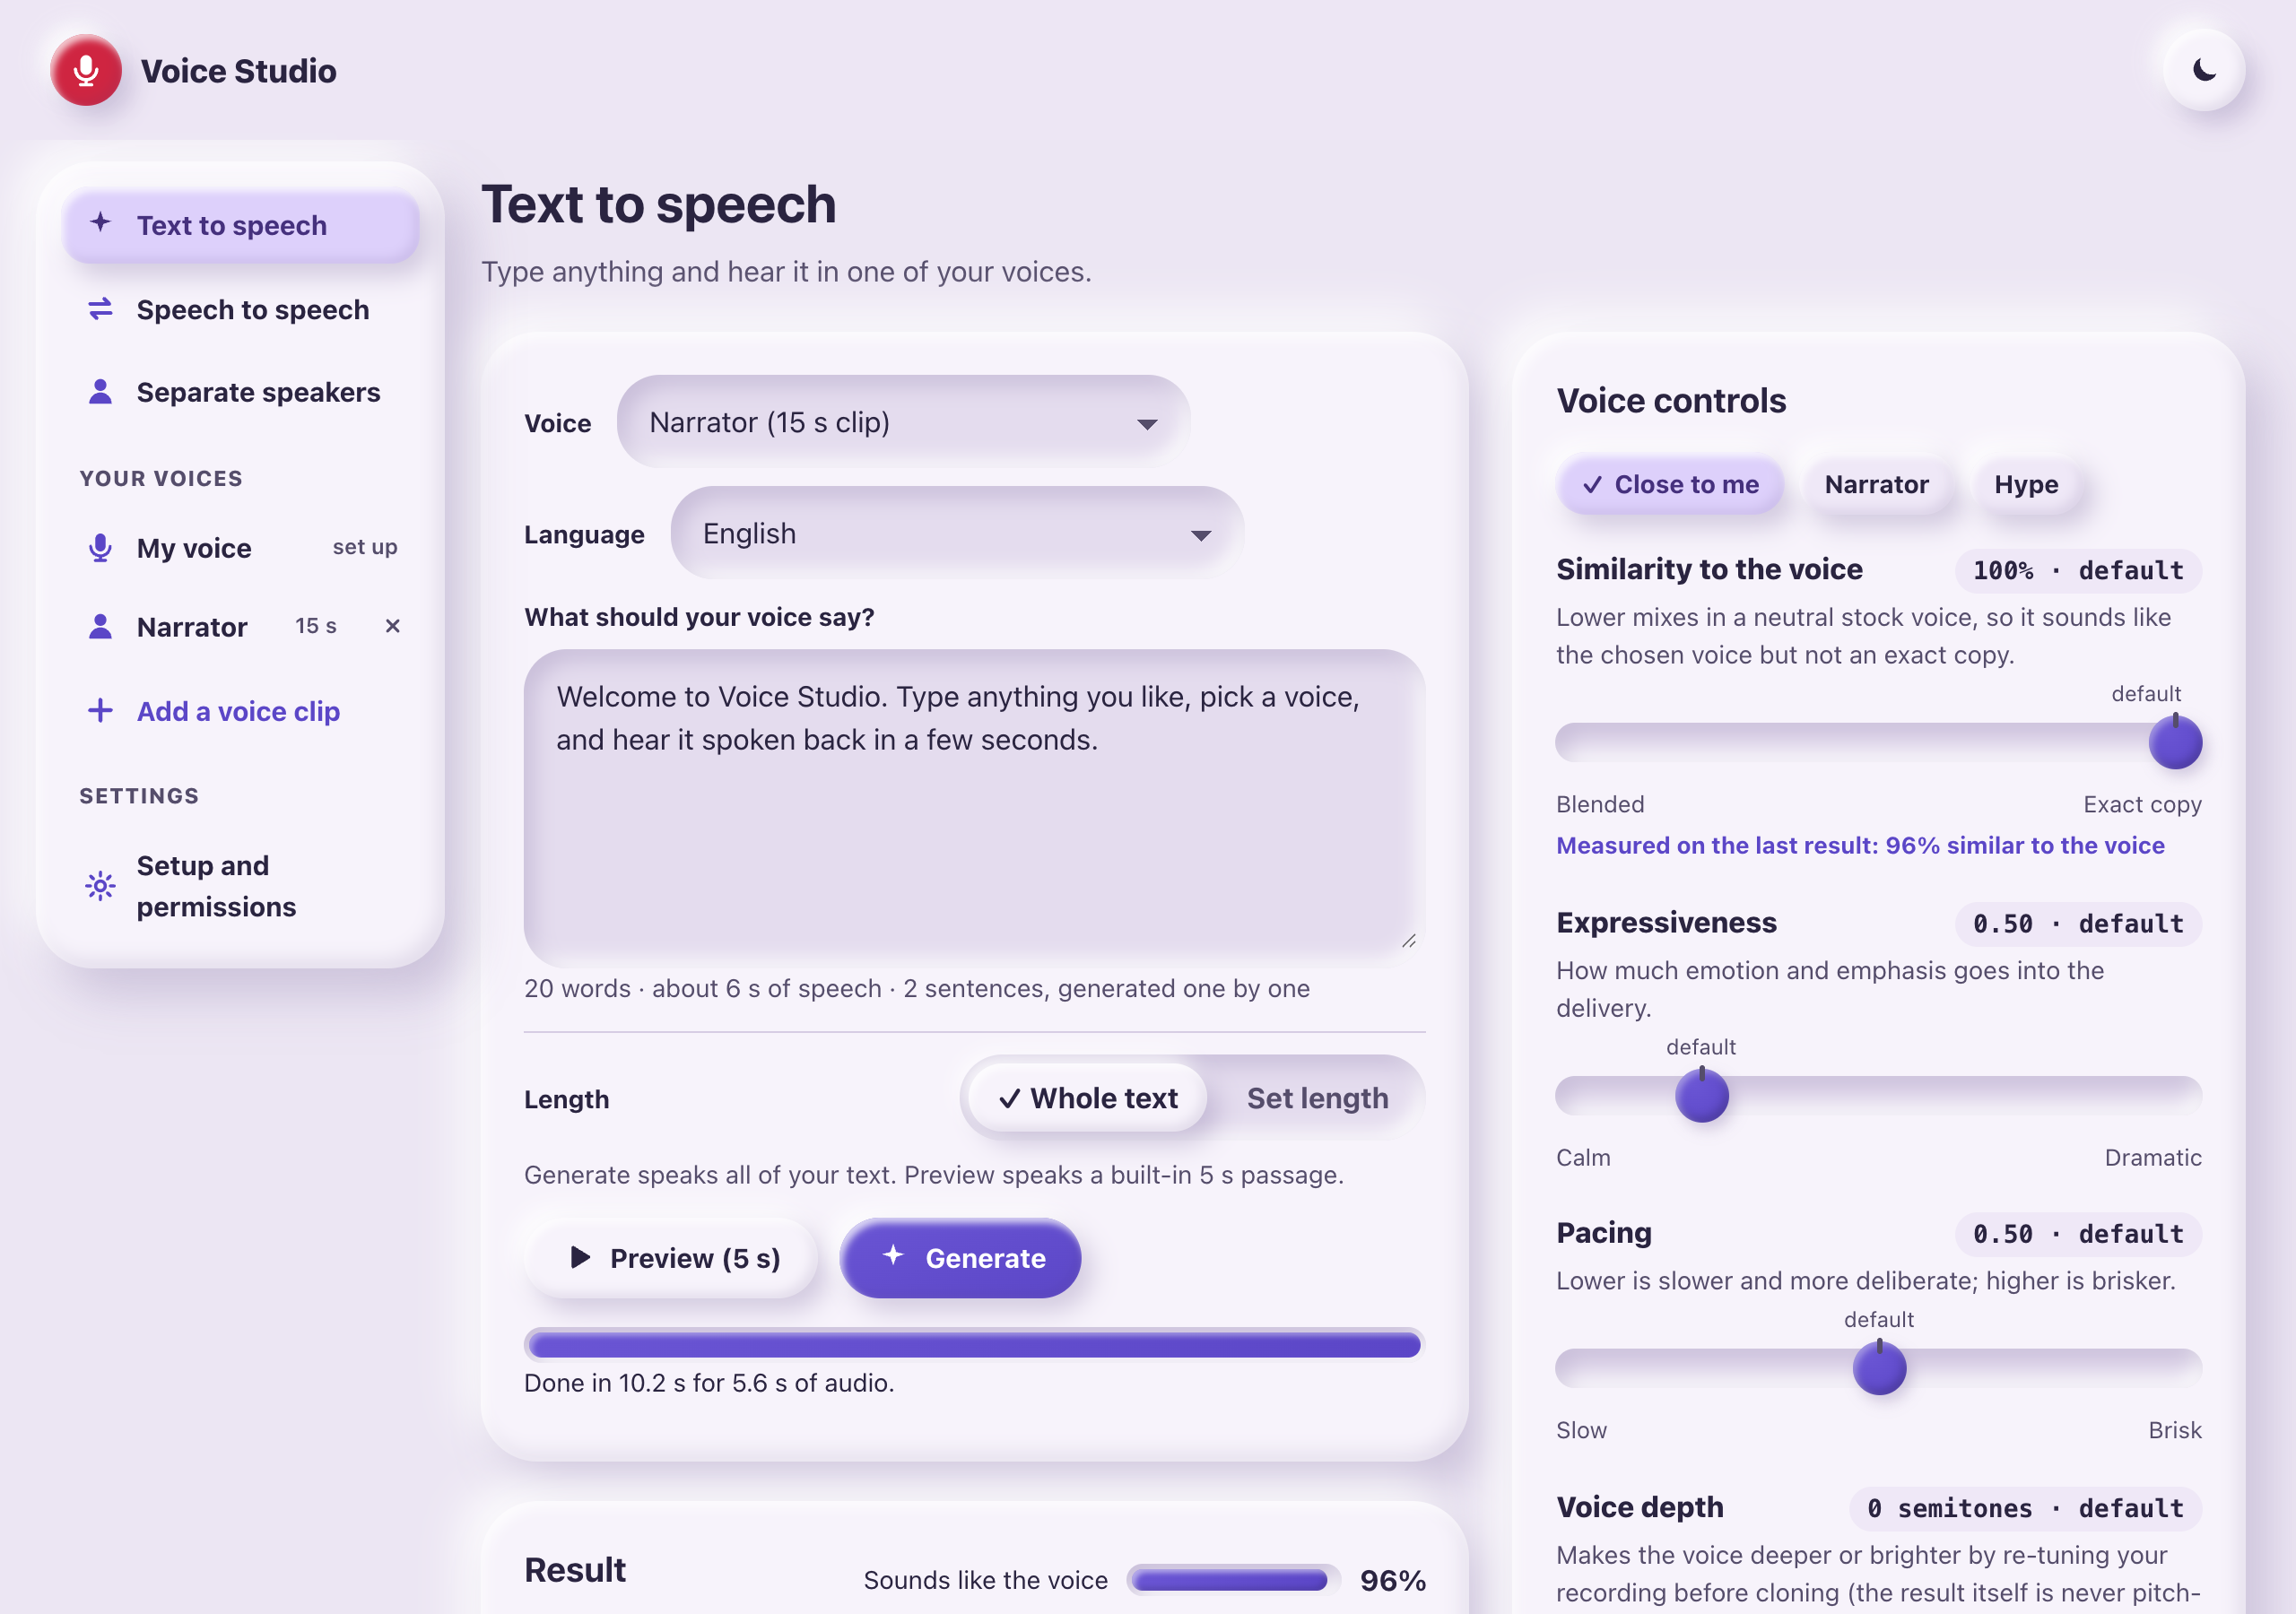 Voice Studio
Text to speech
Speech to speech
Separate speakers
YOUR VOICES
My voice set up
Narrator 15 s ×
Add a voice clip
SETTINGS
Setup and
permissions
Text to speech
Type anything and hear it in one of your voices.
Voice Narrator (15 s clip)
Language English
What should your voice say?
Welcome to Voice Studio. Type anything you like, pick a voice,
and hear it spoken back in a few seconds.
20 words · about 6 s of speech · 2 sentences, generated one by one
Length ✓ Whole text Set length
Generate speaks all of your text. Preview speaks a built-in 5 s passage.
Preview (5 s) Generate
Done in 10.2 s for 5.6 s of audio.
Result Sounds like the voice 96%
Voice controls
✓ Close to me Narrator Hype
Similarity to the voice 100% · default
Lower mixes in a neutral stock voice, so it sounds like
the chosen voice but not an exact copy.
default
Blended Exact copy
Measured on the last result: 96% similar to the voice
Expressiveness 0.50 · default
How much emotion and emphasis goes into the
delivery.
default
Calm Dramatic
Pacing 0.50 · default
Lower is slower and more deliberate; higher is brisker.
default
Slow Brisk
Voice depth 0 semitones · default
Makes the voice deeper or brighter by re-tuning your
recording before cloning (the result itself is never pitch-